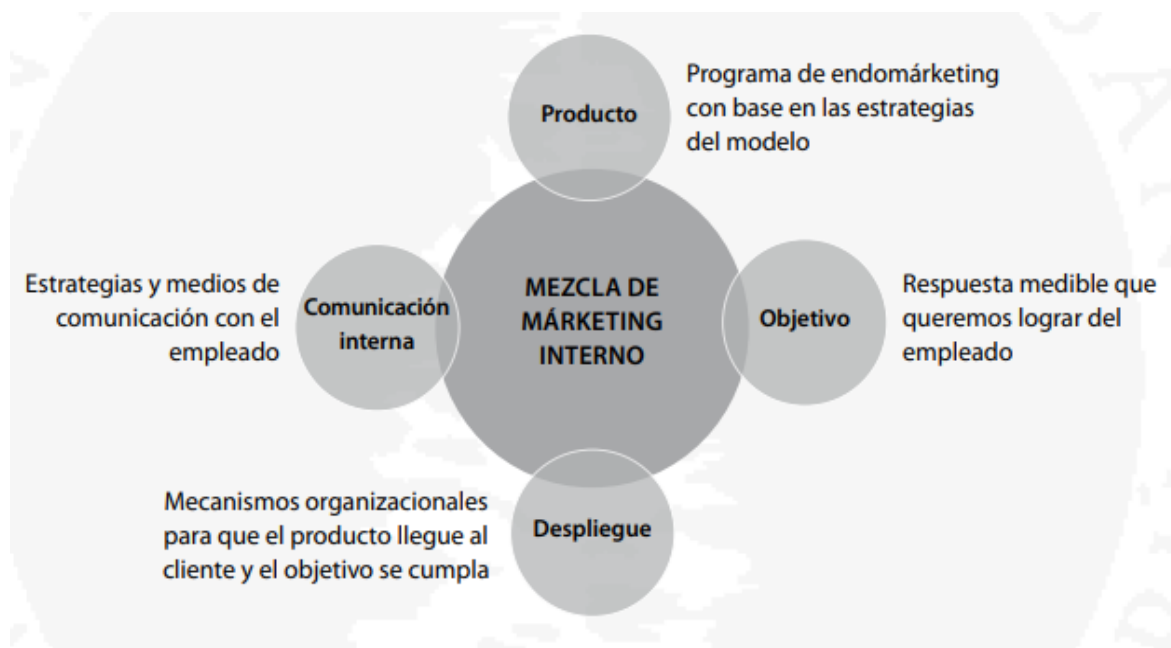 Producto
Programa de endomárketing
con base en las estrategias
del modelo
Estrategias y medios de
comunicación con el
empleado
Comunicación
interna
MEZCLA DE
MÁRKETING
INTERNO
Objetivo
Respuesta medible que
queremos lograr del
empleado
Mecanismos organizacionales
para que el producto llegue al
cliente y el objetivo se cumpla
Despliegue